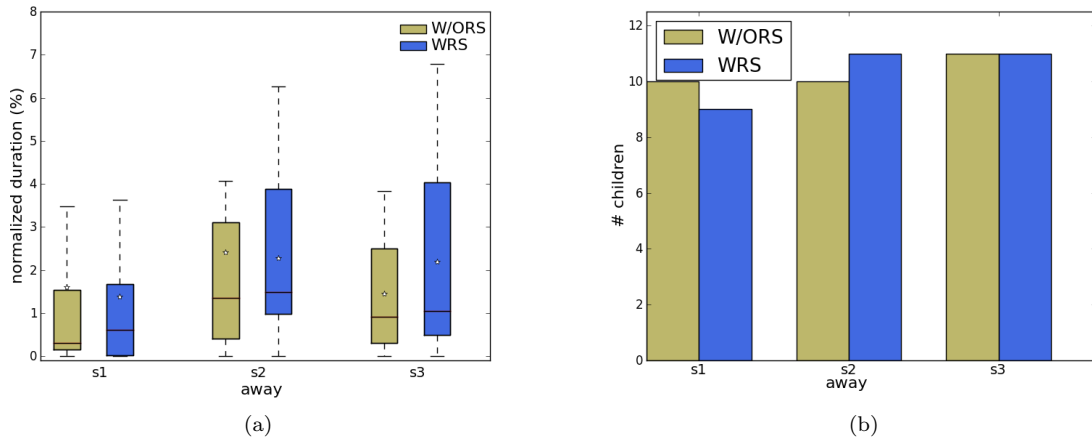 8
7
6
5
4
3
2
1
0
normalized duration (%)
W/ORS
WRS
s1
s2
s3
away
(a)
12
10
8
6
4
2
0
# children
W/ORS
WRS
s1
s2
s3
away
(b)